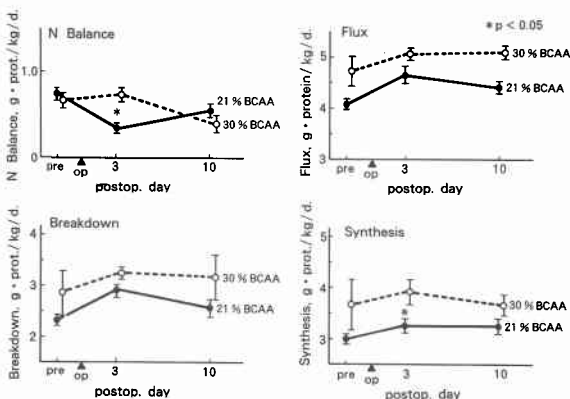 N Balance
N Balance, g • prot./kg/d.
1.0
0
*
21 % BCAA
30 % BCAA
pre
op
3
10
postop. day
Flux
* p < 0.05
Flux, g • protein/kg/d.
5
4
3
30 % BCAA
21 % BCAA
pre
op
3
10
postop. day
Breakdown
Breakdown, g • prot./kg/d.
4
3
2
30 % BCAA
21 % BCAA
pre
op
3
10
postop. day
Synthesis
Synthesis, g • prot./kg/d.
5
4
3
*
30 % BCAA
21 % BCAA
pre
op
3
10
postop. day